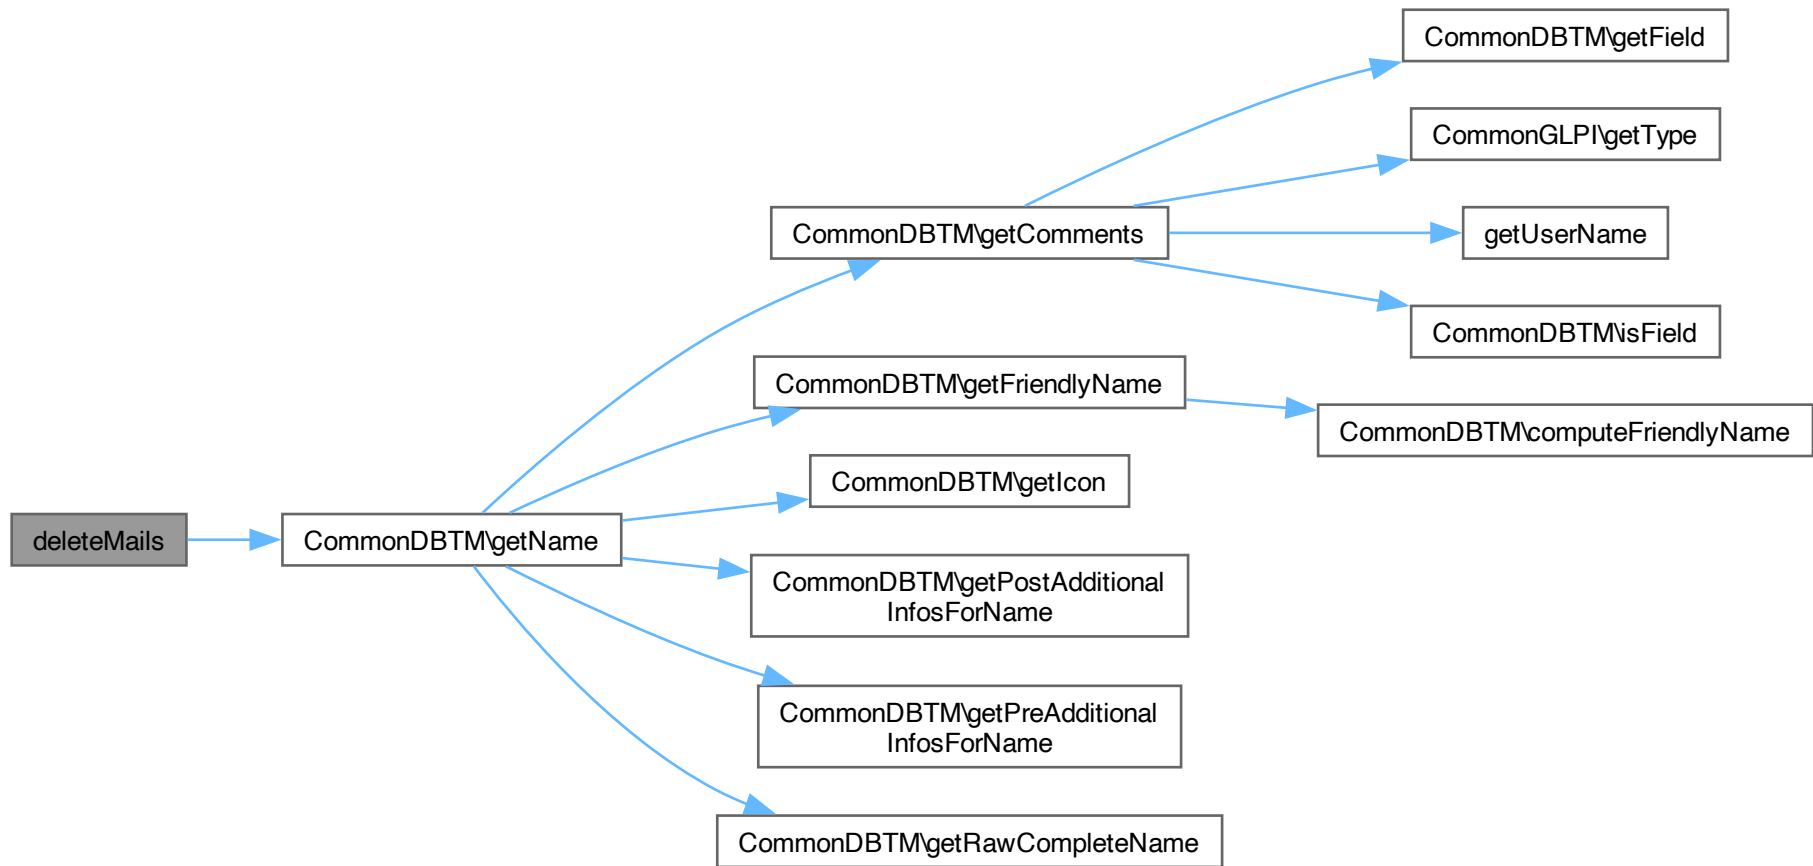 CommonDBTM\getField
CommonGLPI\getType
CommonDBTM\getComments
getUserName
CommonDBTM\isField
CommonDBTM\getFriendlyName
CommonDBTM\computeFriendlyName
CommonDBTM\getIcon
deleteMails
CommonDBTM\getName
CommonDBTM\getPostAdditional
InfosForName
CommonDBTM\getPreAdditional
InfosForName
CommonDBTM\getRawCompleteName